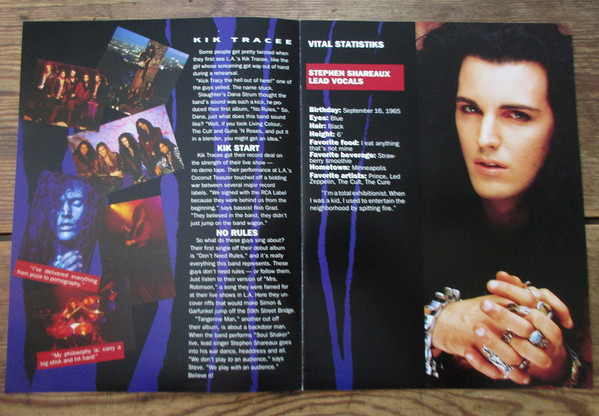 KIK TRACEE
Some people get pretty twisted when
they first see L.A.'s Kik Tracee, like the
girl whose screaming got way out of hand
during a rehearsal.
"Kick Tracy the hell out of here!" one of
the guys yelled. The name stuck.
Slaughter's Dana Strum thought the
band's sound was such a kick, he pro-
duced their first album, "No Rules." So,
Dana, just what does this band sound
like? "Well, if you took Living Colour,
The Cult and Guns 'N Roses, and put it
in a blender, you might get an idea."
KIK START
Kik Tracee got their record deal on
the strength of their live show —
no demo tape. Their performance at L.A.'s
Coconut Teaszer touched off a bidding
war between several major record
labels. "We signed with the RCA Label
because they were behind us from the
beginning," says bassist Rob Grad.
"They believed in the band, they didn't
just jump on the band wagon."
NO RULES
So what do these guys sing about?
Their first single off their debut album
is "Don't Need Rules," and it's really
everything this band represents. These
guys don't need rules — or follow them.
Just listen to their version of "Mrs.
Robinson," a song they were famed for
at their live shows in L.A. Here they un-
cover riffs that would make Simon &
Garfunkel jump off the 59th Street Bridge.
"Tangerine Man," another cut off
their album, is about a backdoor man.
When the band performs "Soul Shaker"
live, lead singer Stephen Shareaux goes
into his war dance, headdress and all.
"We don't play to an audience," says
Steve. "We play with an audience."
Believe it!
"I've delivered everything
from pizza to pornography."
"My philosophy is: carry a
big stick and hit hard!"
VITAL STATISTIKS
STEPHEN SHAREAUX
LEAD VOCALS
Birthday: September 16, 1965
Eyes: Blue
Hair: Black
Height: 6'
Favorite food: I eat anything
that's not mine
Favorite beverage: Straw-
berry Smoothie
Hometown: Minneapolis
Favorite artists: Prince, Led
Zeppelin, The Cult, The Cure
"I'm a total exhibitionist. When
I was a kid, I used to entertain the
neighborhood by spitting fire."